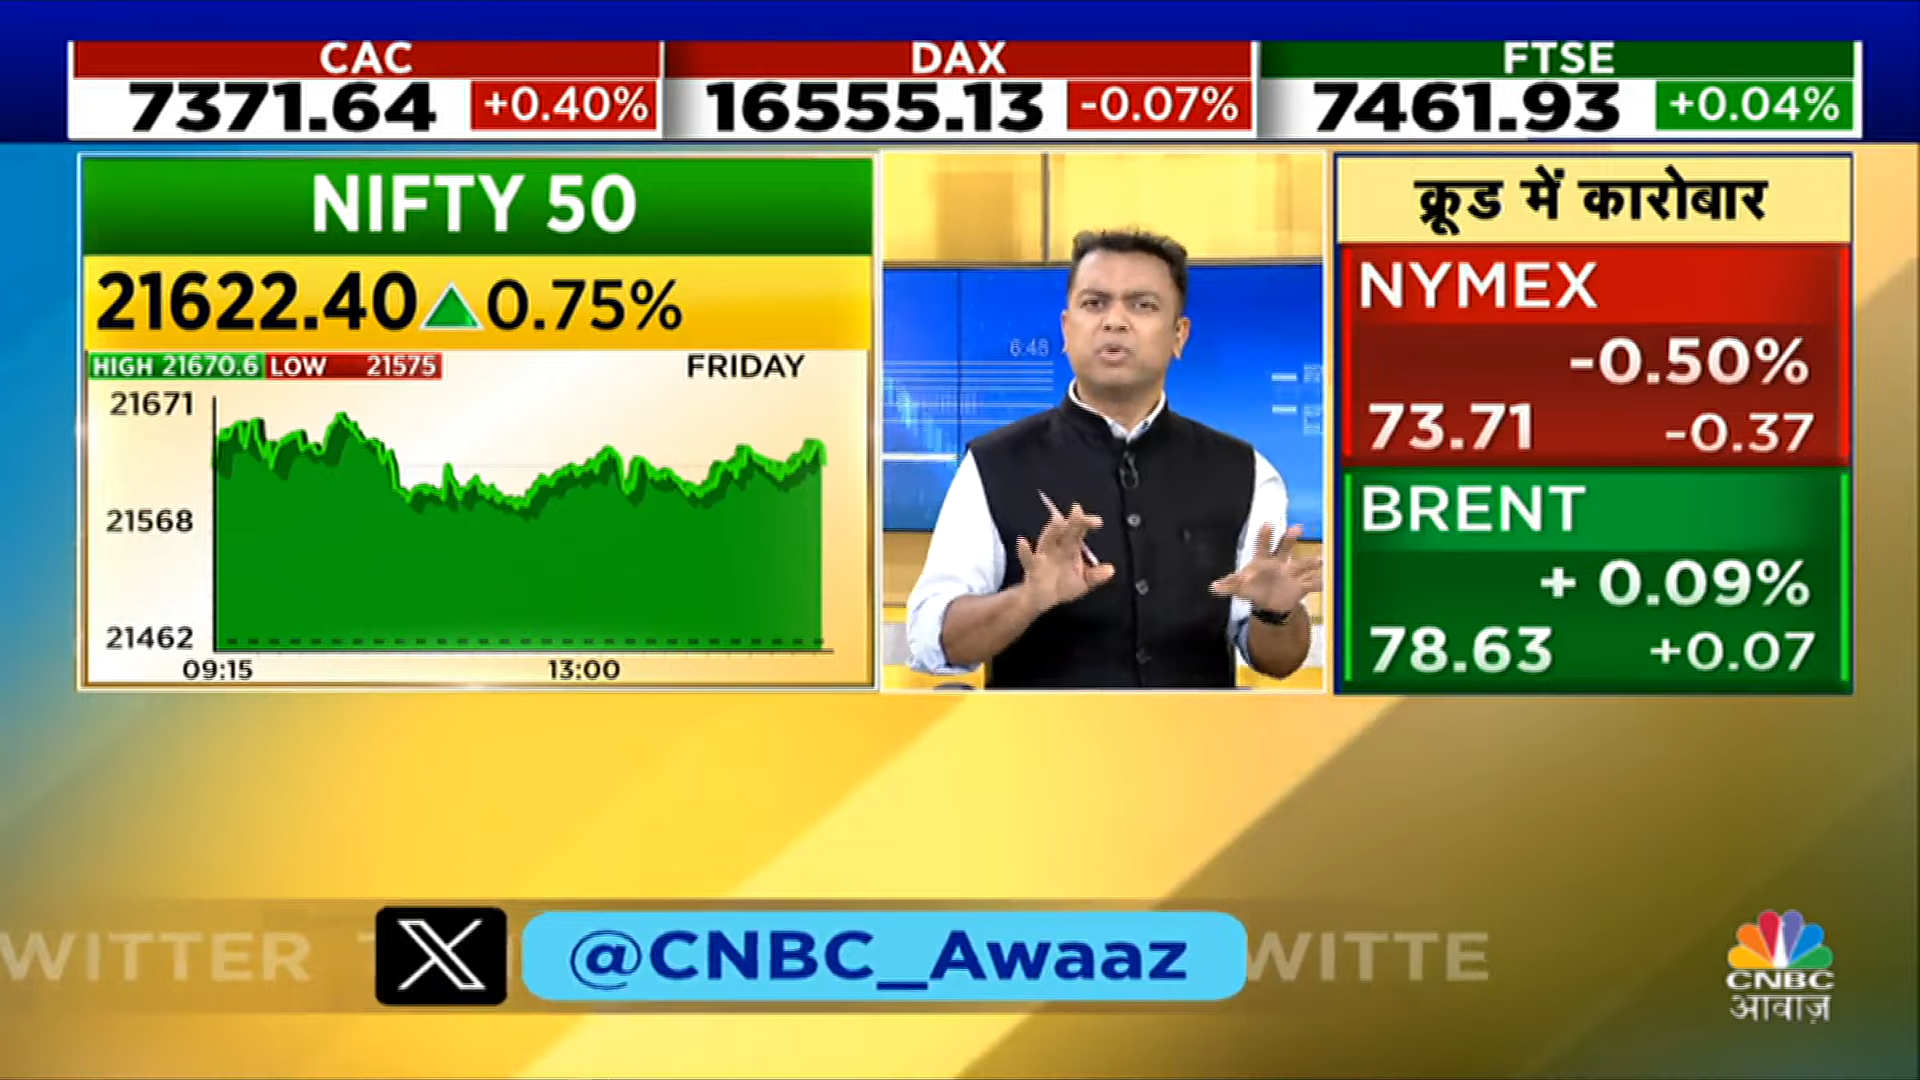 CAC
7371.64 +0.40%
DAX
16555.13 -0.07%
FTSE
7461.93 +0.04%
NIFTY 50
21622.40 0.75%
HIGH 21670.6 LOW 21575
FRIDAY
21671
21568
21462
09:15 13:00
6:48
क्रूड में कारोबार
NYMEX
-0.50%
73.71 -0.37
BRENT
+ 0.09%
78.63 +0.07
WITTER T
X
@CNBC_Awaaz
WITTE
CNBC
आवाज़